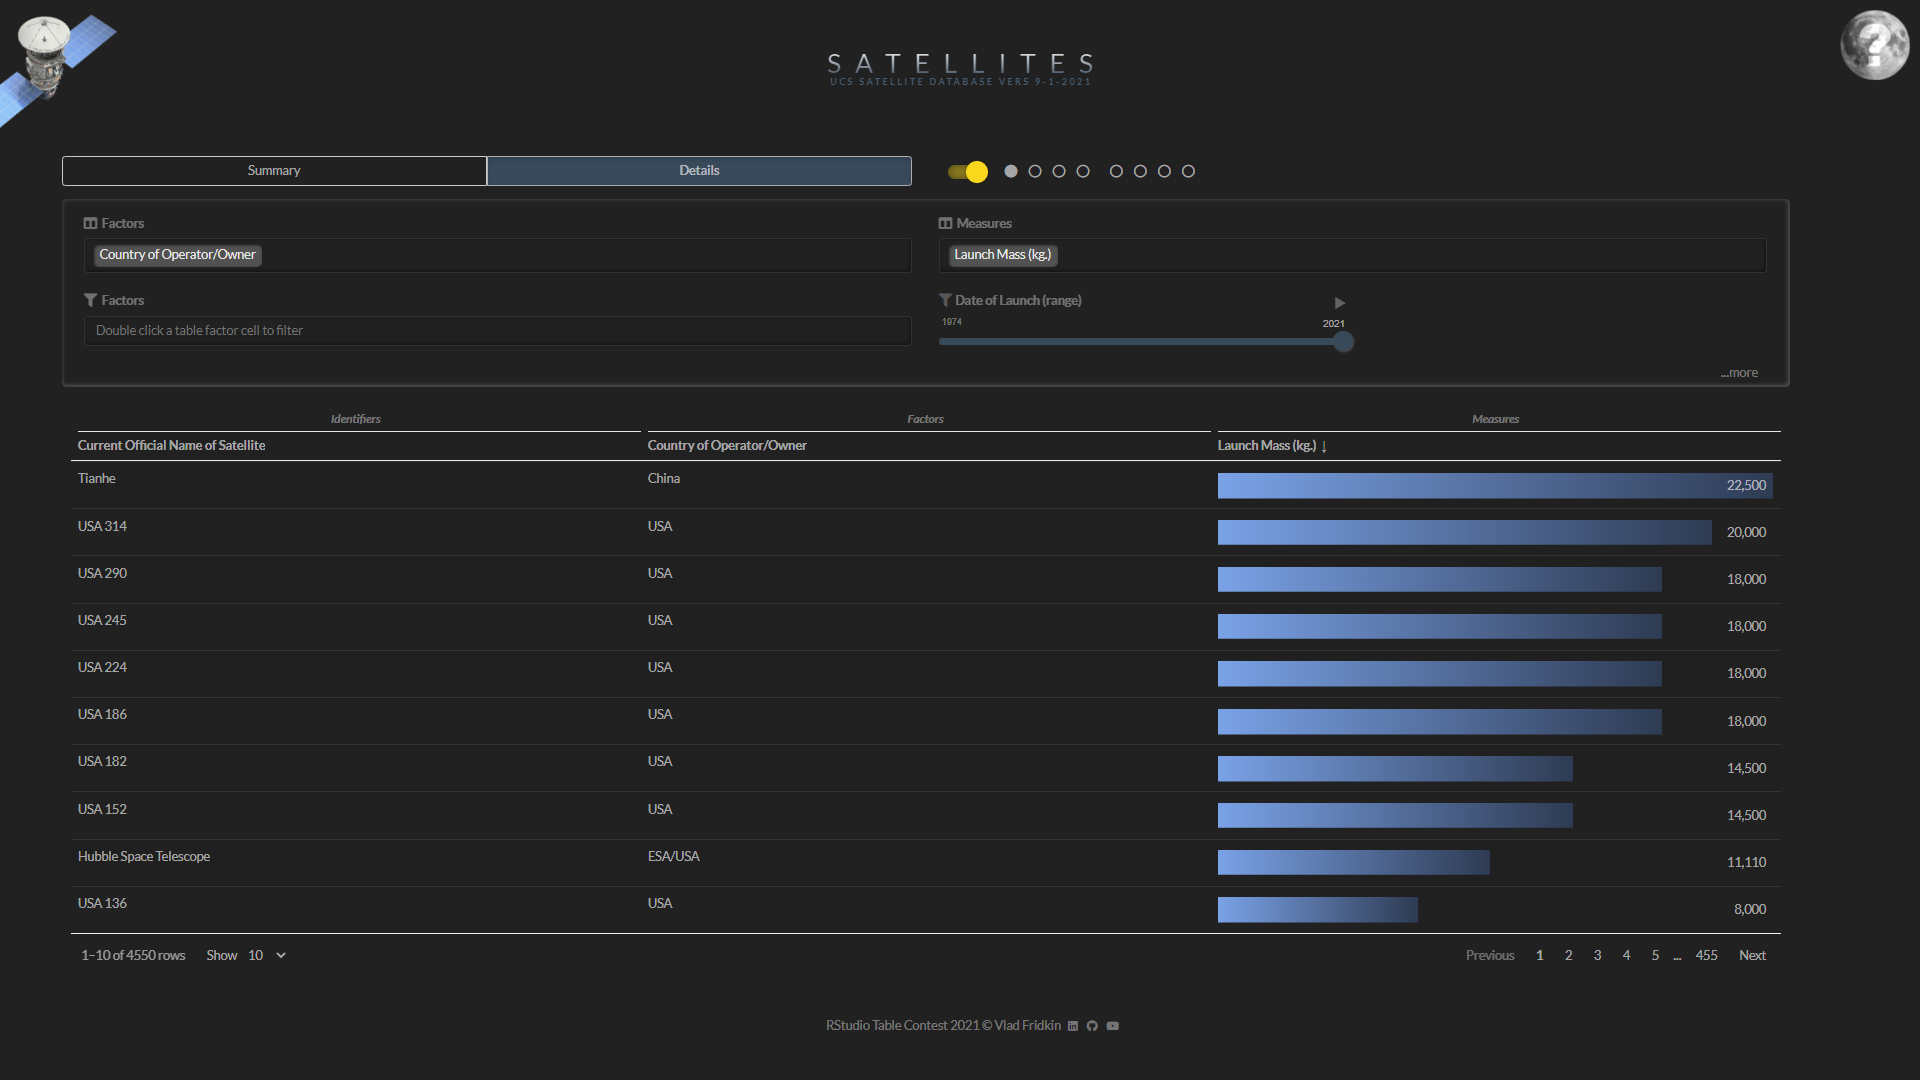 SATELLITES
UCS SATELLITE DATABASE VERS 9-1-2021
?
Summary Details
Factors Measures
Country of Operator/Owner Launch Mass (kg.)
Factors Date of Launch (range)
1974 2021
Double click a table factor cell to filter
...more
Identifiers Factors Measures
Current Official Name of Satellite Country of Operator/Owner Launch Mass (kg.) ↓
Tianhe China 22,500
USA 314 USA 20,000
USA 290 USA 18,000
USA 245 USA 18,000
USA 224 USA 18,000
USA 186 USA 18,000
USA 182 USA 14,500
USA 152 USA 14,500
Hubble Space Telescope ESA/USA 11,110
USA 136 USA 8,000
1–10 of 4550 rows Show 10 Previous 1 2 3 4 5 ... 455 Next
RStudio Table Contest 2021 © Vlad Fridkin